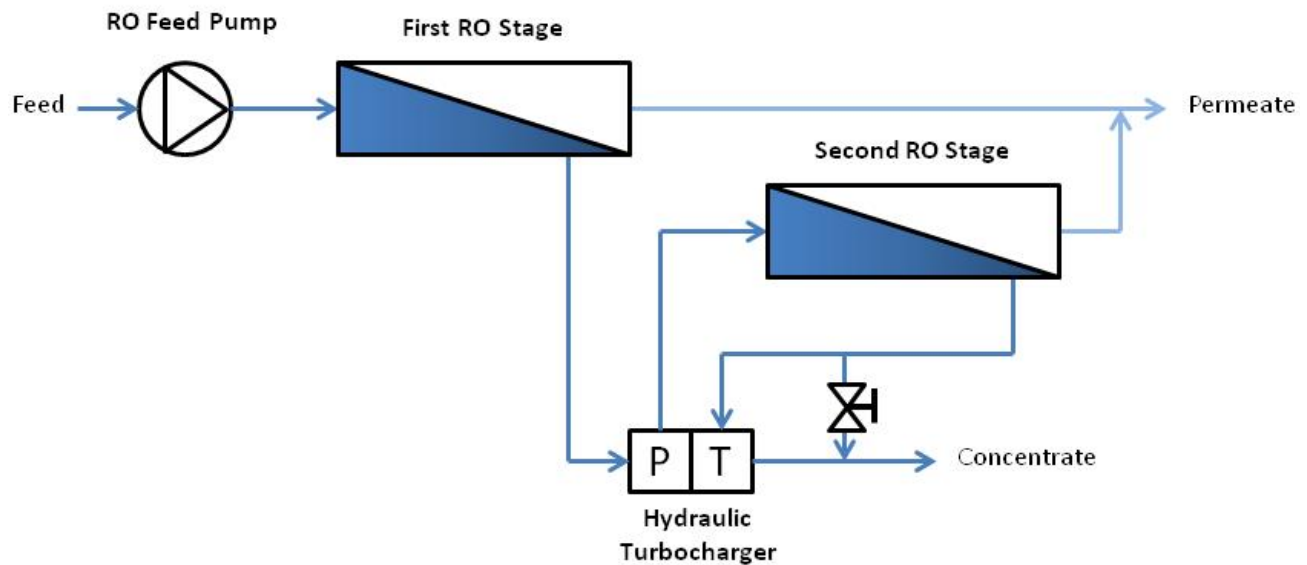 RO Feed Pump
First RO Stage
Feed
Permeate
Second RO Stage
P
T
Concentrate
Hydraulic
Turbocharger